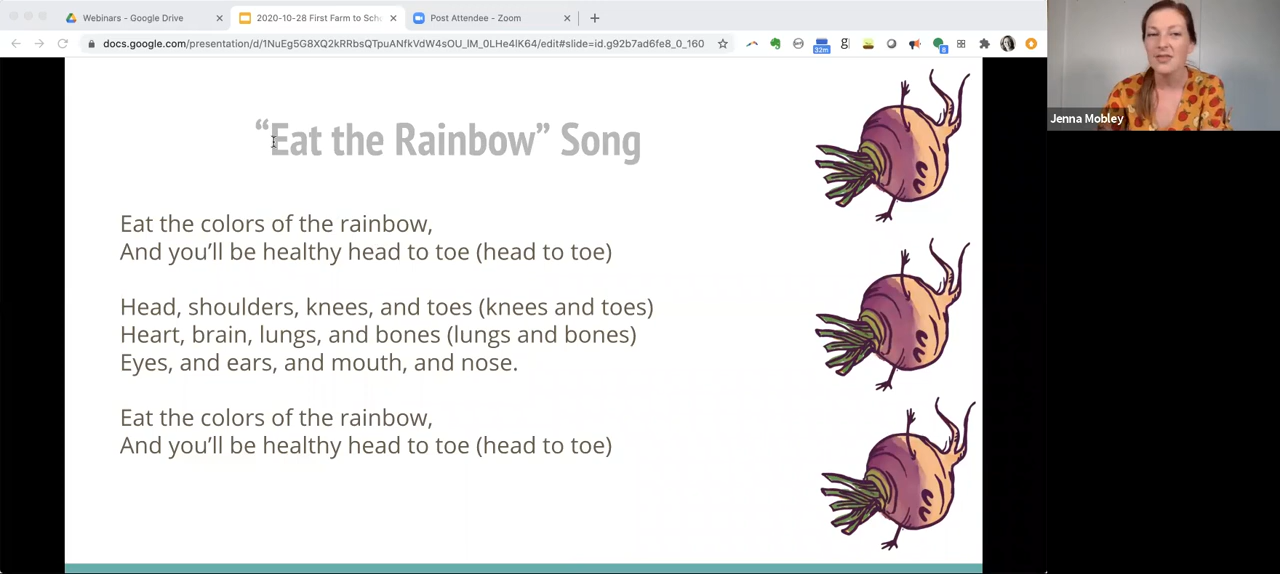 Webinars - Google Drive
2020-10-28 First Farm to Scho
Post Attendee - Zoom
docs.google.com/presentation/d/1NuEg5G8XQ2kRRbsQTpuANfkVdW4sOU_lM_0LHe4lK64/edit#slide=id.g92b7ad6fe8_0_160
32m
g
8
Jenna Mobley
“Eat the Rainbow” Song
Eat the colors of the rainbow,
And you’ll be healthy head to toe (head to toe)
Head, shoulders, knees, and toes (knees and toes)
Heart, brain, lungs, and bones (lungs and bones)
Eyes, and ears, and mouth, and nose.
Eat the colors of the rainbow,
And you’ll be healthy head to toe (head to toe)